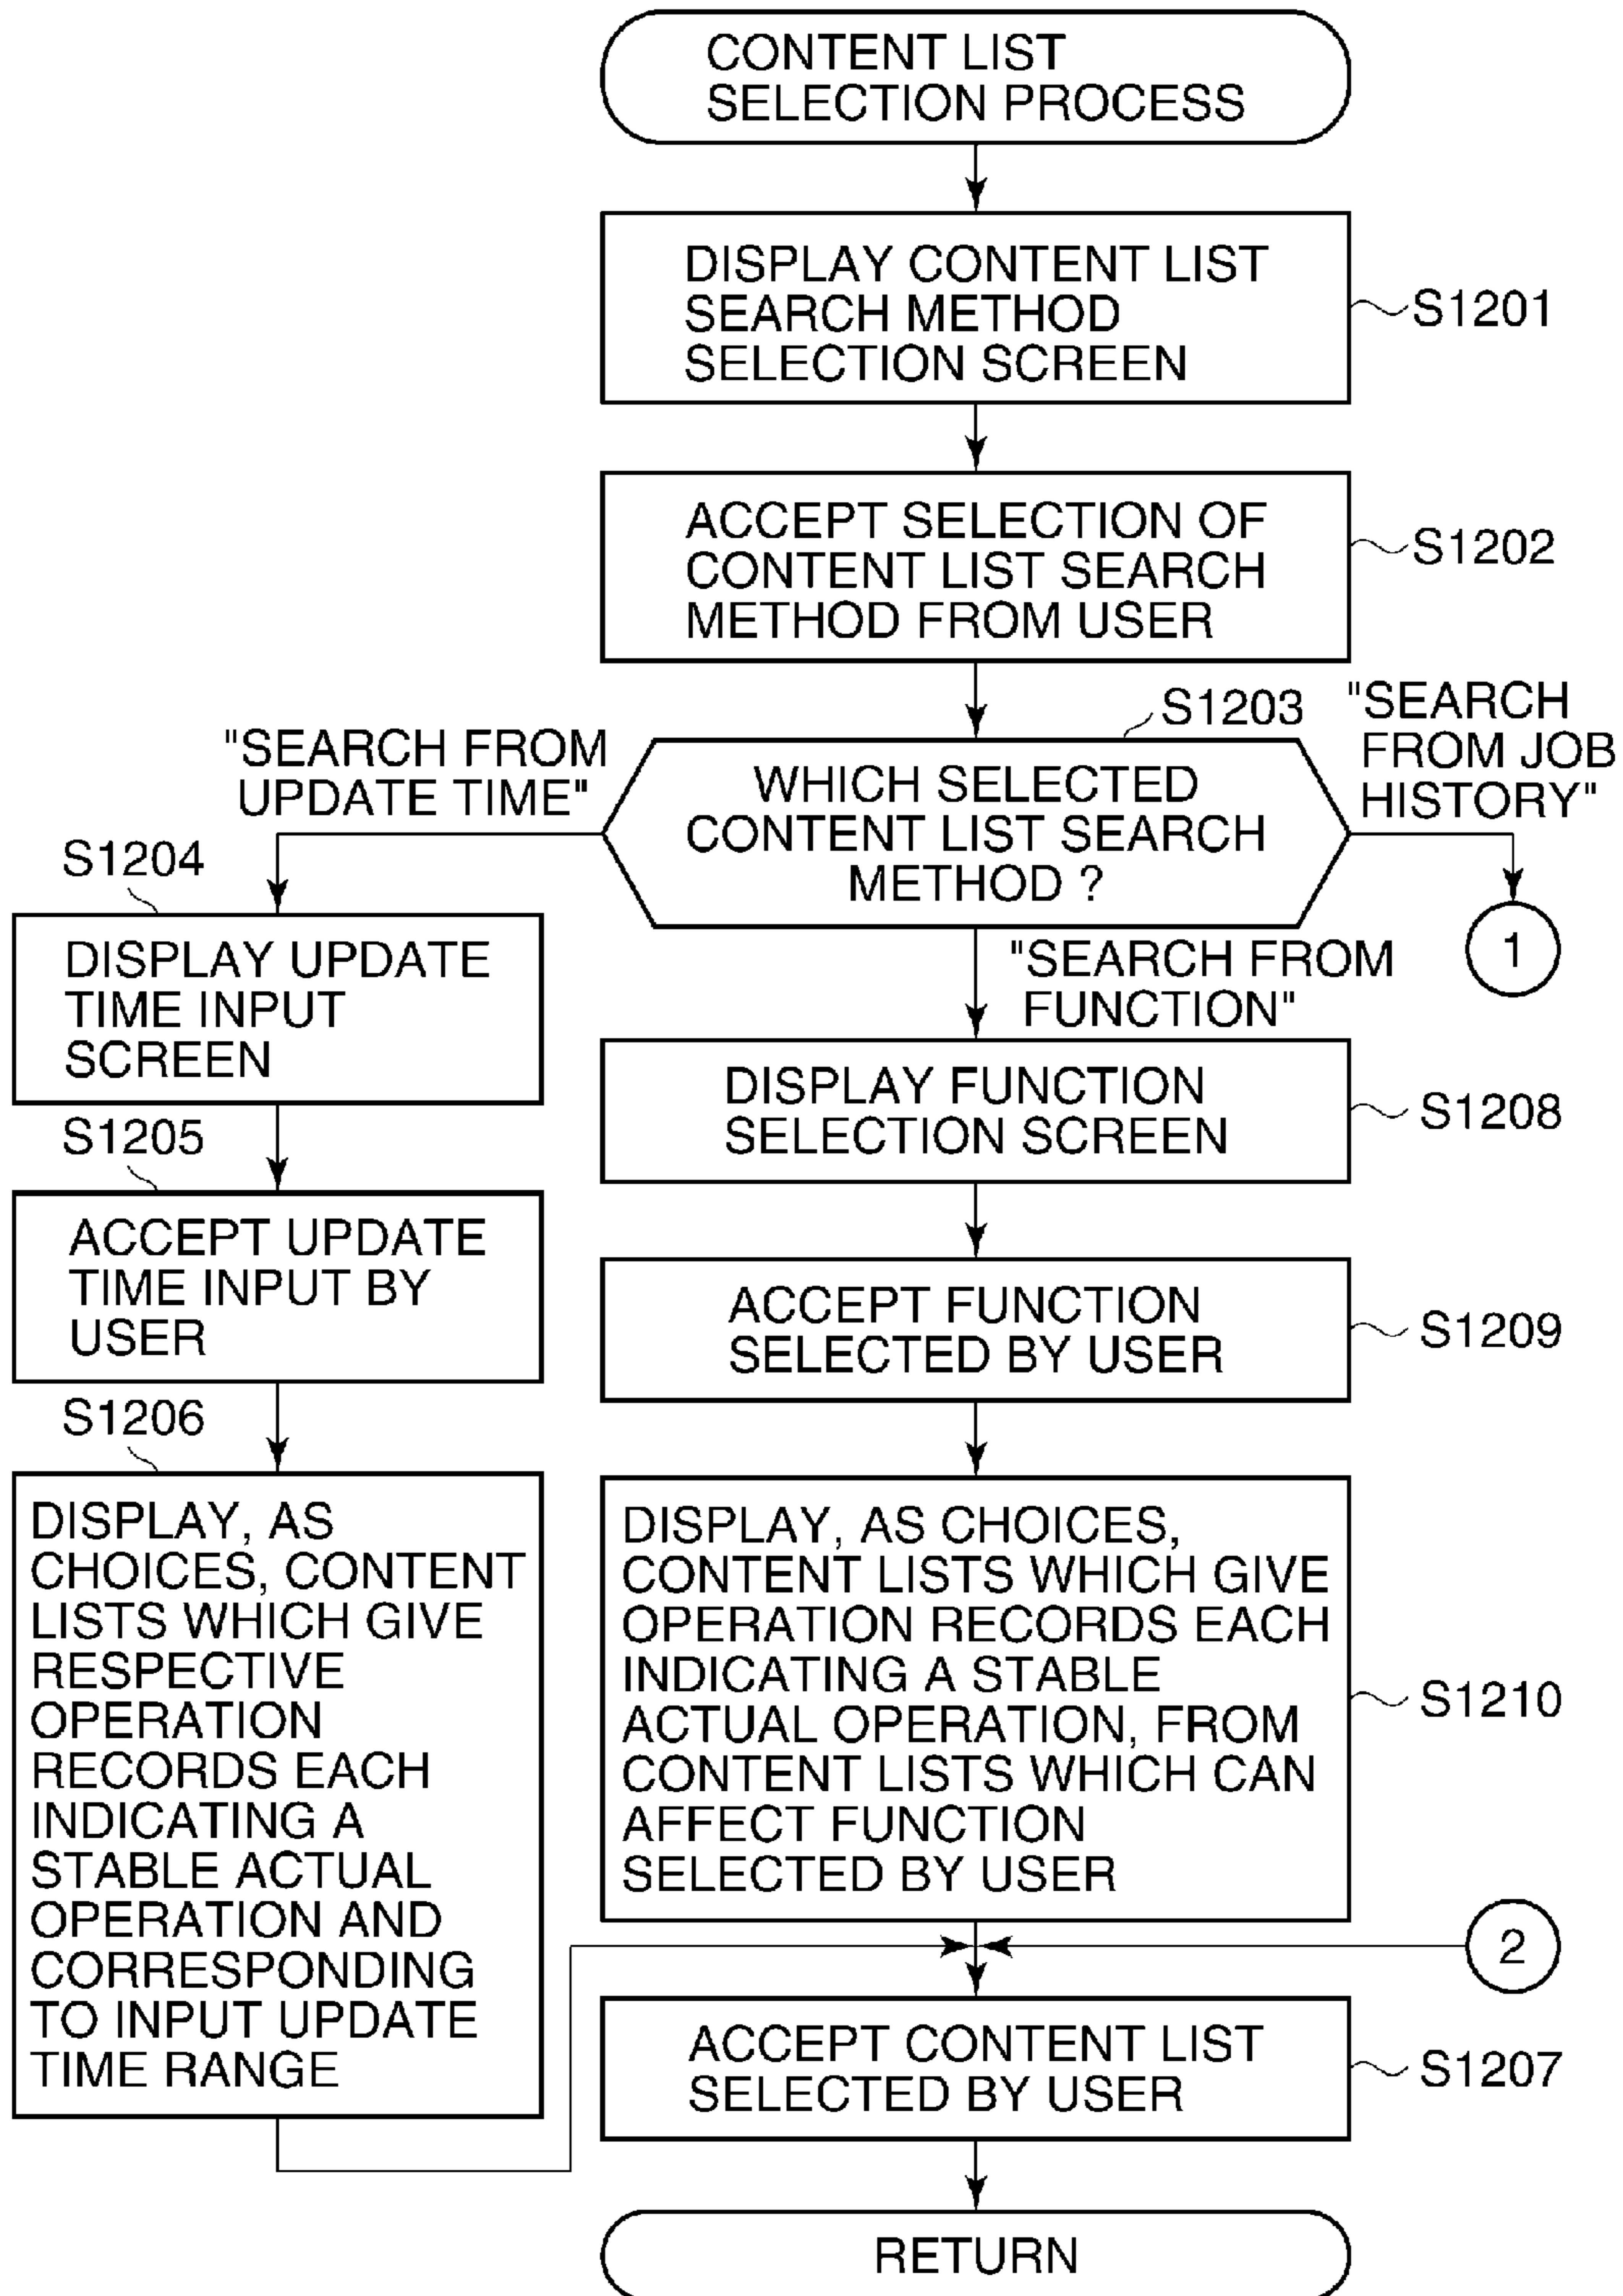 CONTENT LIST
SELECTION PROCESS
DISPLAY CONTENT LIST
SEARCH METHOD
SELECTION SCREEN
S1201
ACCEPT SELECTION OF
CONTENT LIST SEARCH
METHOD FROM USER
S1202
S1203
WHICH SELECTED
CONTENT LIST SEARCH
METHOD ?
"SEARCH FROM
UPDATE TIME"
"SEARCH
FROM JOB
HISTORY"
1
"SEARCH FROM
FUNCTION"
S1204
DISPLAY UPDATE
TIME INPUT
SCREEN
S1205
ACCEPT UPDATE
TIME INPUT BY
USER
S1206
DISPLAY, AS
CHOICES, CONTENT
LISTS WHICH GIVE
RESPECTIVE
OPERATION
RECORDS EACH
INDICATING A
STABLE ACTUAL
OPERATION AND
CORRESPONDING
TO INPUT UPDATE
TIME RANGE
DISPLAY FUNCTION
SELECTION SCREEN
S1208
ACCEPT FUNCTION
SELECTED BY USER
S1209
DISPLAY, AS CHOICES,
CONTENT LISTS WHICH GIVE
OPERATION RECORDS EACH
INDICATING A STABLE
ACTUAL OPERATION, FROM
CONTENT LISTS WHICH CAN
AFFECT FUNCTION
SELECTED BY USER
S1210
2
ACCEPT CONTENT LIST
SELECTED BY USER
S1207
RETURN